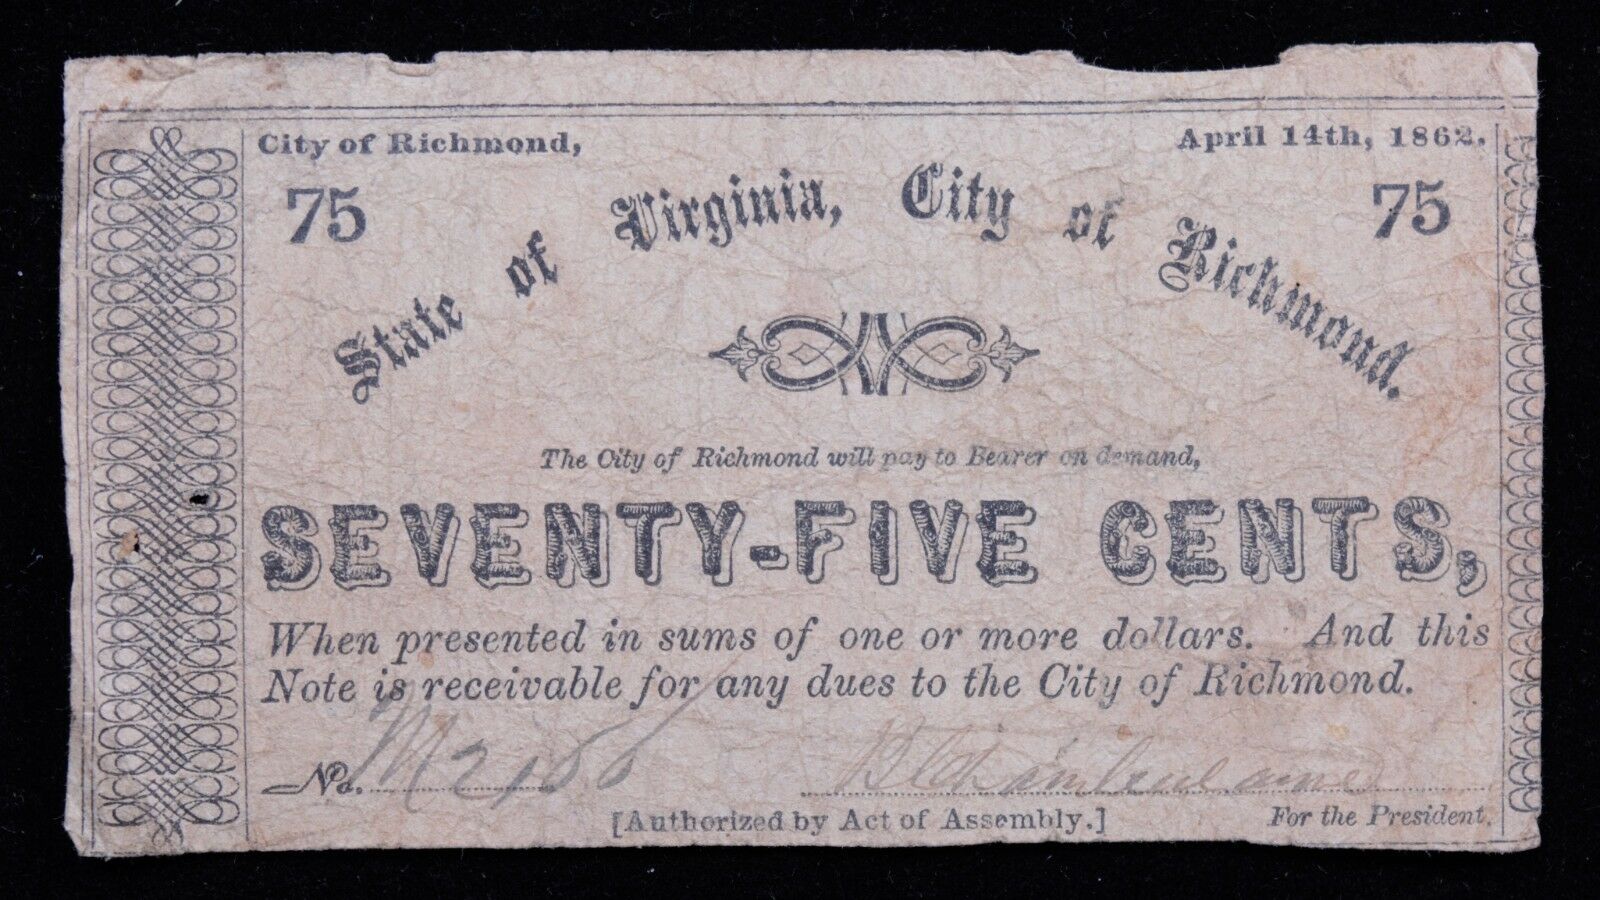 City of Richmond, April 14th, 1862.
75 75
State of Virginia, City of Richmond.
The City of Richmond will pay to Bearer on demand,
SEVENTY-FIVE CENTS,
When presented in sums of one or more dollars. And this
Note is receivable for any dues to the City of Richmond.
No.
[Authorized by Act of Assembly.] For the President.